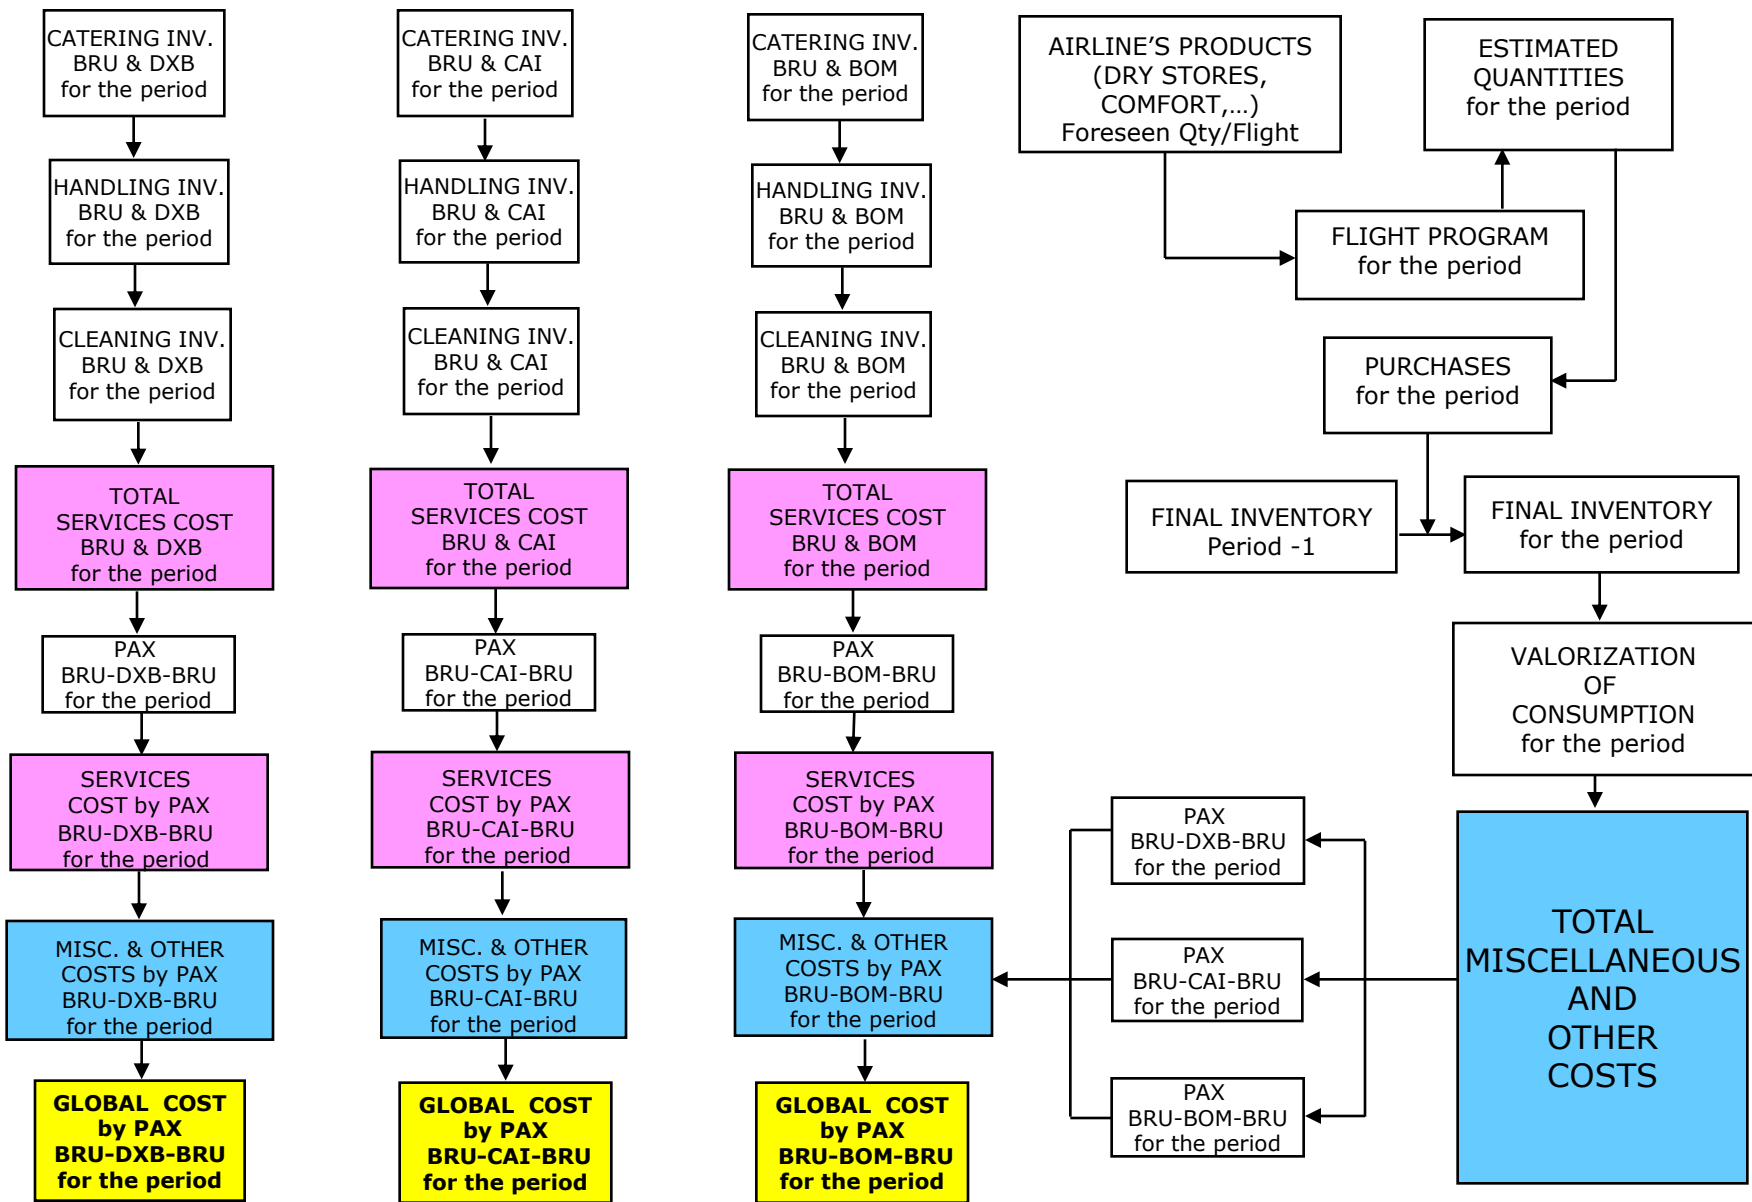 CATERING INV.
BRU & DXB
for the period
HANDLING INV.
BRU & DXB
for the period
CLEANING INV.
BRU & DXB
for the period
TOTAL
SERVICES COST
BRU & DXB
for the period
PAX
BRU-DXB-BRU
for the period
SERVICES
COST by PAX
BRU-DXB-BRU
for the period
MISC. & OTHER
COSTS by PAX
BRU-DXB-BRU
for the period
GLOBAL COST
by PAX
BRU-DXB-BRU
for the period
CATERING INV.
BRU & CAI
for the period
HANDLING INV.
BRU & CAI
for the period
CLEANING INV.
BRU & CAI
for the period
TOTAL
SERVICES COST
BRU & CAI
for the period
PAX
BRU-CAI-BRU
for the period
SERVICES
COST by PAX
BRU-CAI-BRU
for the period
MISC. & OTHER
COSTS by PAX
BRU-CAI-BRU
for the period
GLOBAL COST
by PAX
BRU-CAI-BRU
for the period
CATERING INV.
BRU & BOM
for the period
HANDLING INV.
BRU & BOM
for the period
CLEANING INV.
BRU & BOM
for the period
TOTAL
SERVICES COST
BRU & BOM
for the period
PAX
BRU-BOM-BRU
for the period
SERVICES
COST by PAX
BRU-BOM-BRU
for the period
MISC. & OTHER
COSTS by PAX
BRU-BOM-BRU
for the period
GLOBAL COST
by PAX
BRU-BOM-BRU
for the period
AIRLINE'S PRODUCTS
(DRY STORES,
COMFORT,...)
Foreseen Qty/Flight
ESTIMATED
QUANTITIES
for the period
FLIGHT PROGRAM
for the period
PURCHASES
for the period
FINAL INVENTORY
Period -1
FINAL INVENTORY
for the period
VALORIZATION
OF
CONSUMPTION
for the period
PAX
BRU-DXB-BRU
for the period
PAX
BRU-CAI-BRU
for the period
PAX
BRU-BOM-BRU
for the period
TOTAL
MISCELLANEOUS
AND
OTHER
COSTS